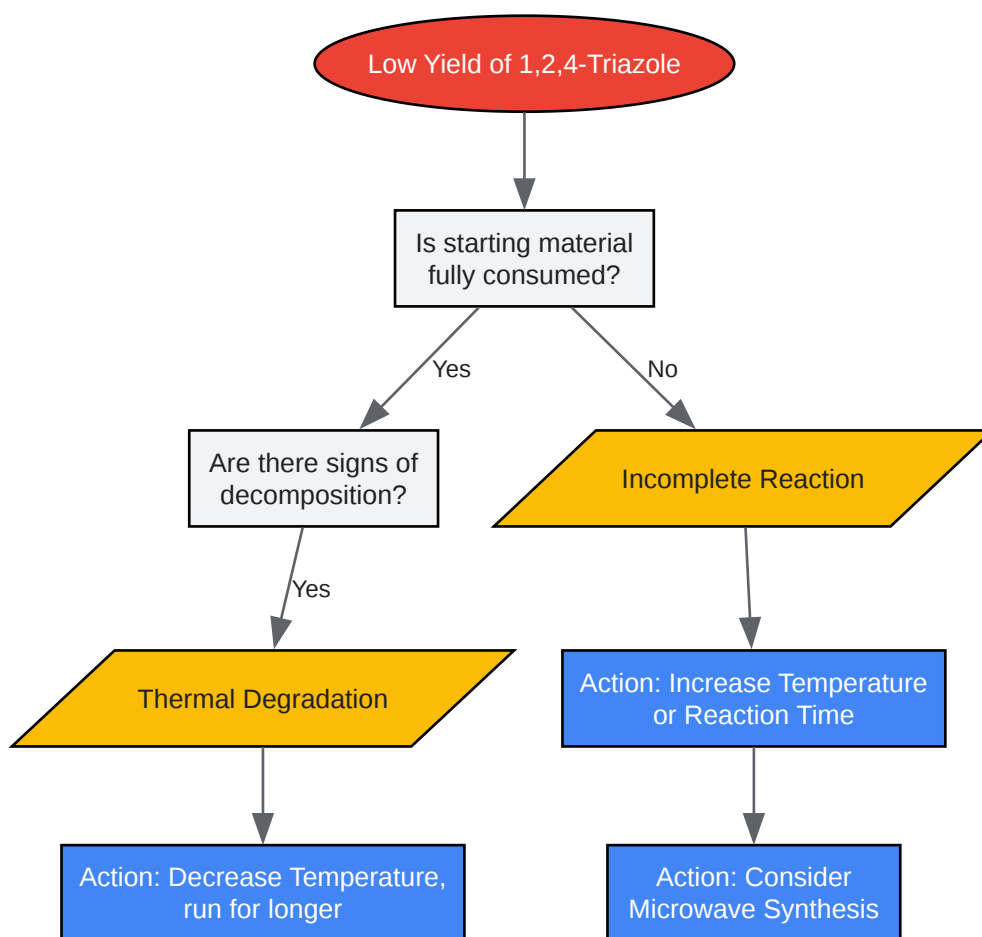 Low Yield of 1,2,4-Triazole
Is starting material
fully consumed?
Yes
No
Are there signs of
decomposition?
Incomplete Reaction
Yes
Thermal Degradation
Action: Increase Temperature
or Reaction Time
Action: Decrease Temperature,
run for longer
Action: Consider
Microwave Synthesis